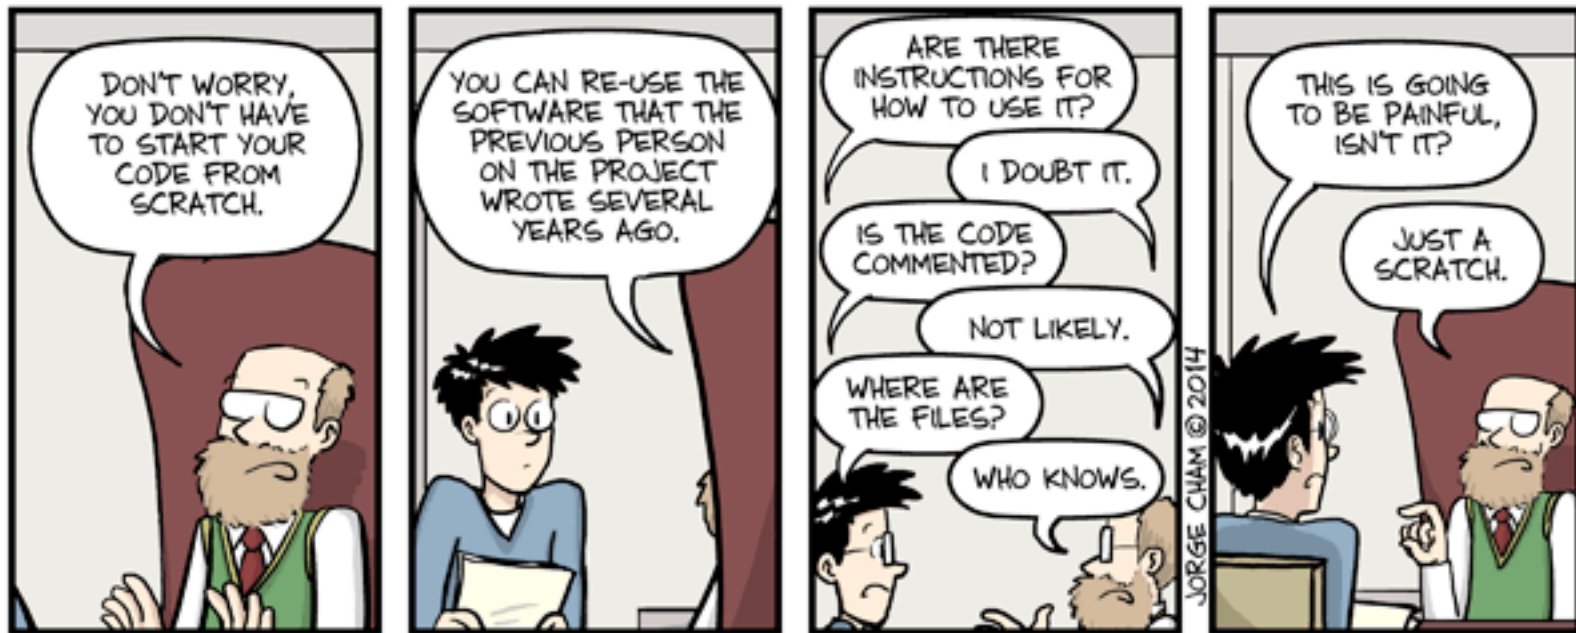 DON'T WORRY,
YOU DON'T HAVE
TO START YOUR
CODE FROM
SCRATCH.
YOU CAN RE-USE THE
SOFTWARE THAT THE
PREVIOUS PERSON
ON THE PROJECT
WROTE SEVERAL
YEARS AGO.
ARE THERE
INSTRUCTIONS FOR
HOW TO USE IT?
I DOUBT IT.
IS THE CODE
COMMENTED?
NOT LIKELY.
WHERE ARE
THE FILES?
WHO KNOWS.
JORGE CHAM © 2014
THIS IS GOING
TO BE PAINFUL,
ISN'T IT?
JUST A
SCRATCH.